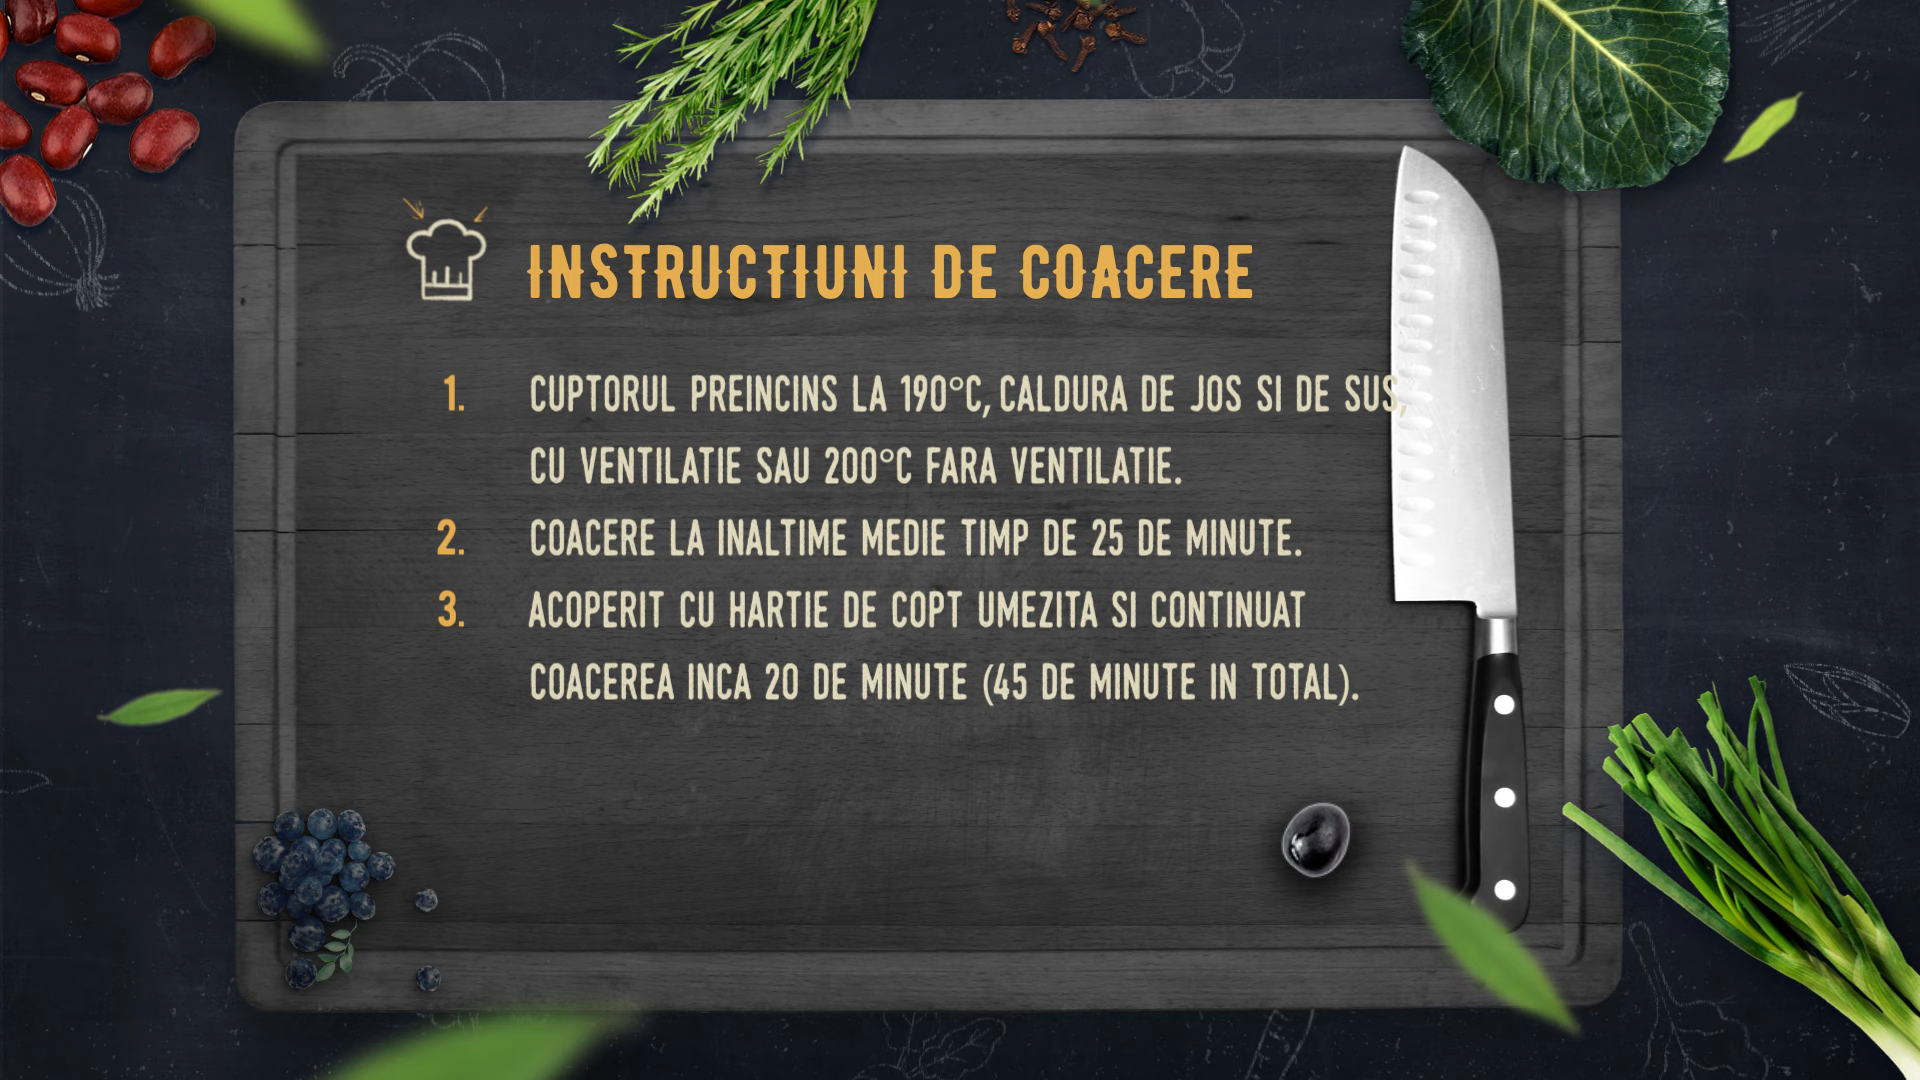 INSTRUCTIUNI DE COACERE
1. CUPTORUL PREINCINS LA 190°C, CALDURA DE JOS SI DE SUS,
CU VENTILATIE SAU 200°C FARA VENTILATIE.
2. COACERE LA INALTIME MEDIE TIMP DE 25 DE MINUTE.
3. ACOPERIT CU HARTIE DE COPT UMEZITA SI CONTINUAT
COACEREA INCA 20 DE MINUTE (45 DE MINUTE IN TOTAL).